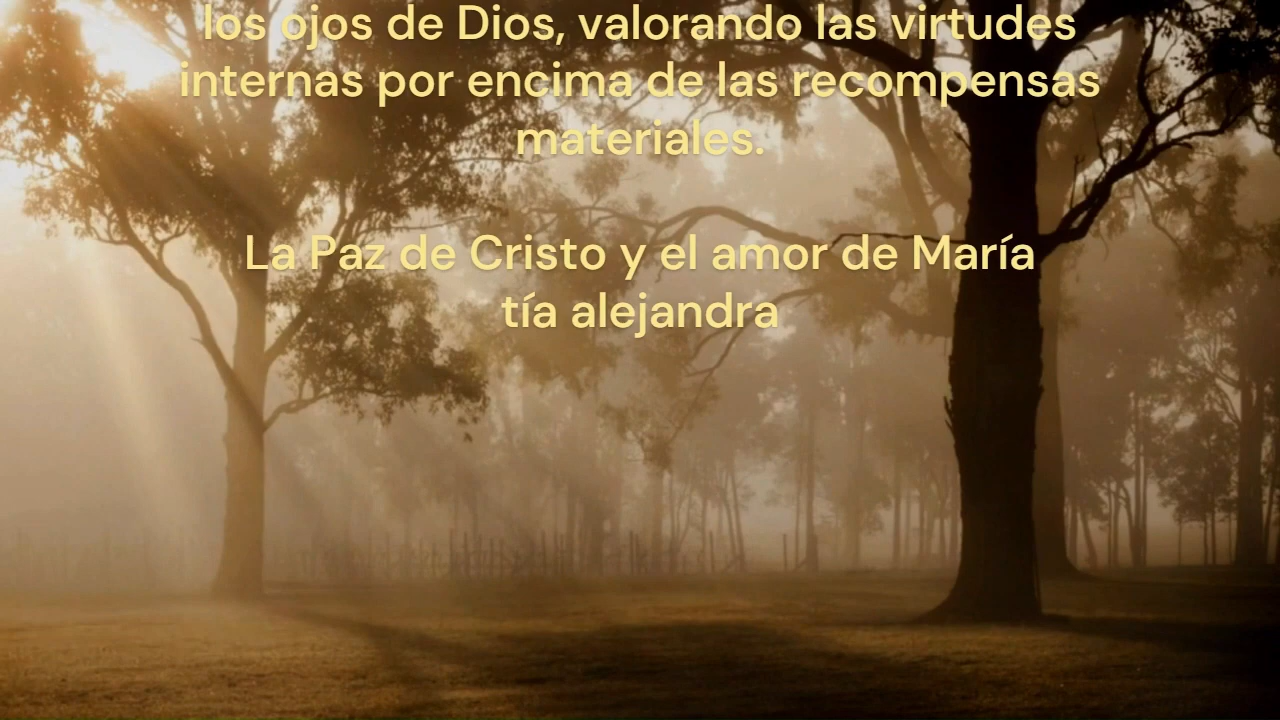 los ojos de Dios, valorando las virtudes
internas por encima de las recompensas
materiales.
La Paz de Cristo y el amor de María
tía alejandra